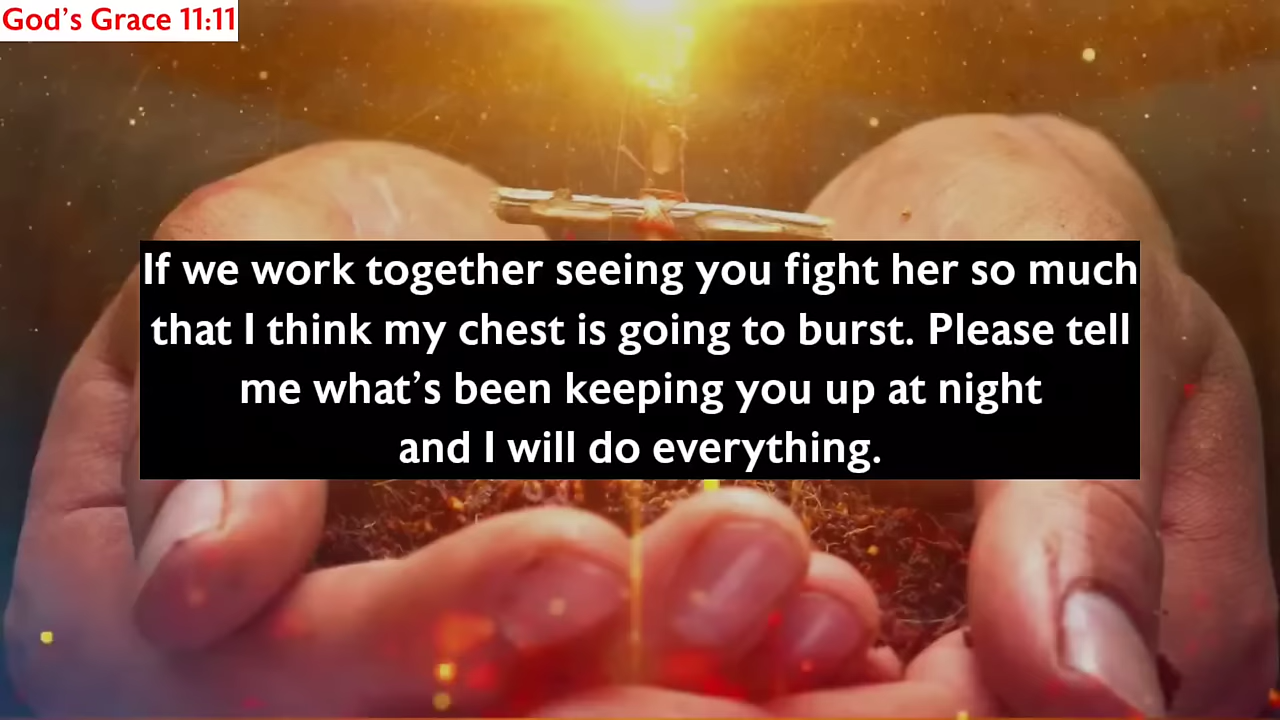 God's Grace 11:11
If we work together seeing you fight her so much
that I think my chest is going to burst. Please tell
me what's been keeping you up at night
and I will do everything.